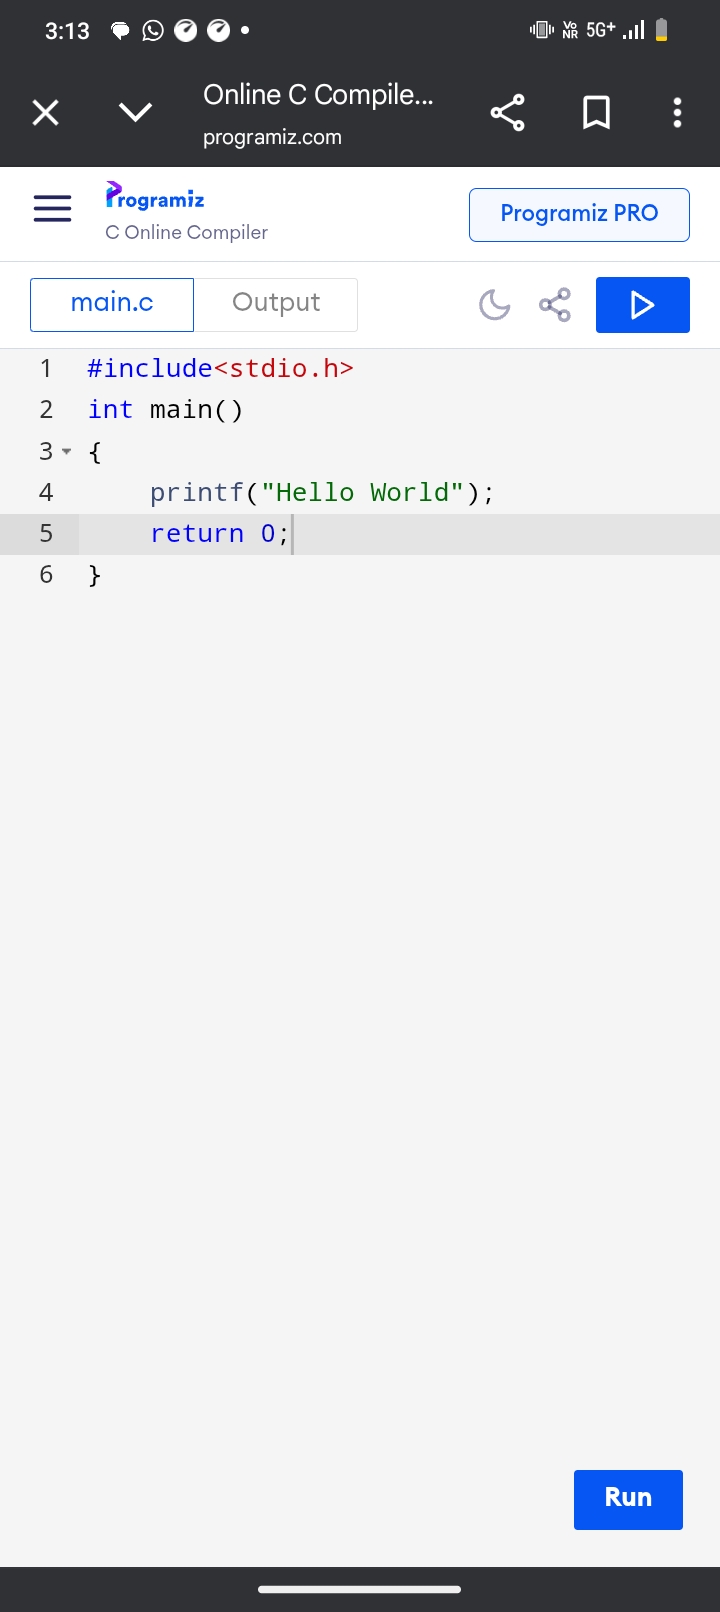 3:13 Vo NR 5G+
Online C Compile...
programiz.com
Programiz
C Online Compiler
Programiz PRO
main.c Output
1 #include<stdio.h>
2 int main()
3 {
4     printf("Hello World");
5     return 0;
6 }
Run